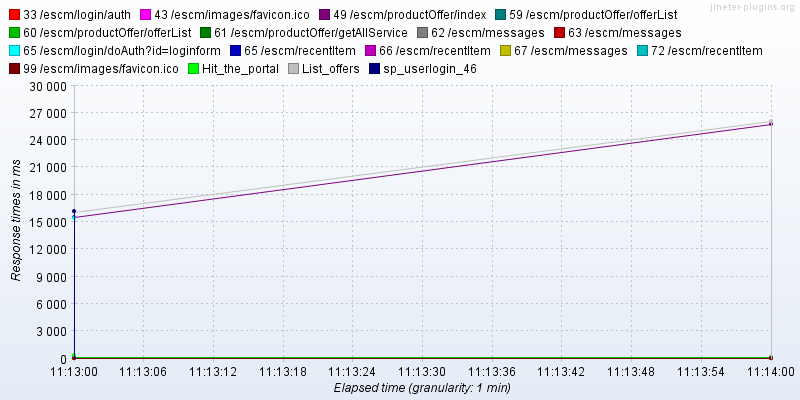 jmeter-plugins.org
33 /escm/login/auth 43 /escm/images/favicon.ico 49 /escm/productOffer/index 59 /escm/productOffer/offerList
60 /escm/productOffer/offerList 61 /escm/productOffer/getAllService 62 /escm/messages 63 /escm/messages
65 /escm/login/doAuth?id=loginform 65 /escm/recentItem 66 /escm/recentItem 67 /escm/messages 72 /escm/recentItem
99 /escm/images/favicon.ico Hit_the_portal List_offers sp_userlogin_46
30 000
27 000
24 000
21 000
18 000
15 000
12 000
9 000
6 000
3 000
0
Response times in ms
11:13:00 11:13:06 11:13:12 11:13:18 11:13:24 11:13:30 11:13:36 11:13:42 11:13:48 11:13:54 11:14:00
Elapsed time (granularity: 1 min)